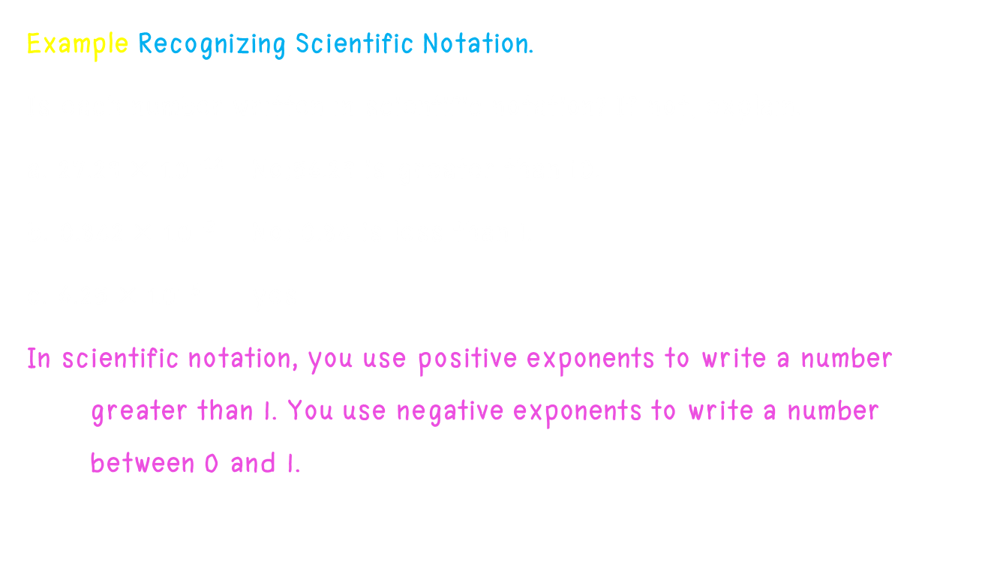 Example Recognizing Scientific Notation.
In scientific notation, you use positive exponents to write a number
greater than 1. You use negative exponents to write a number
between 0 and 1.